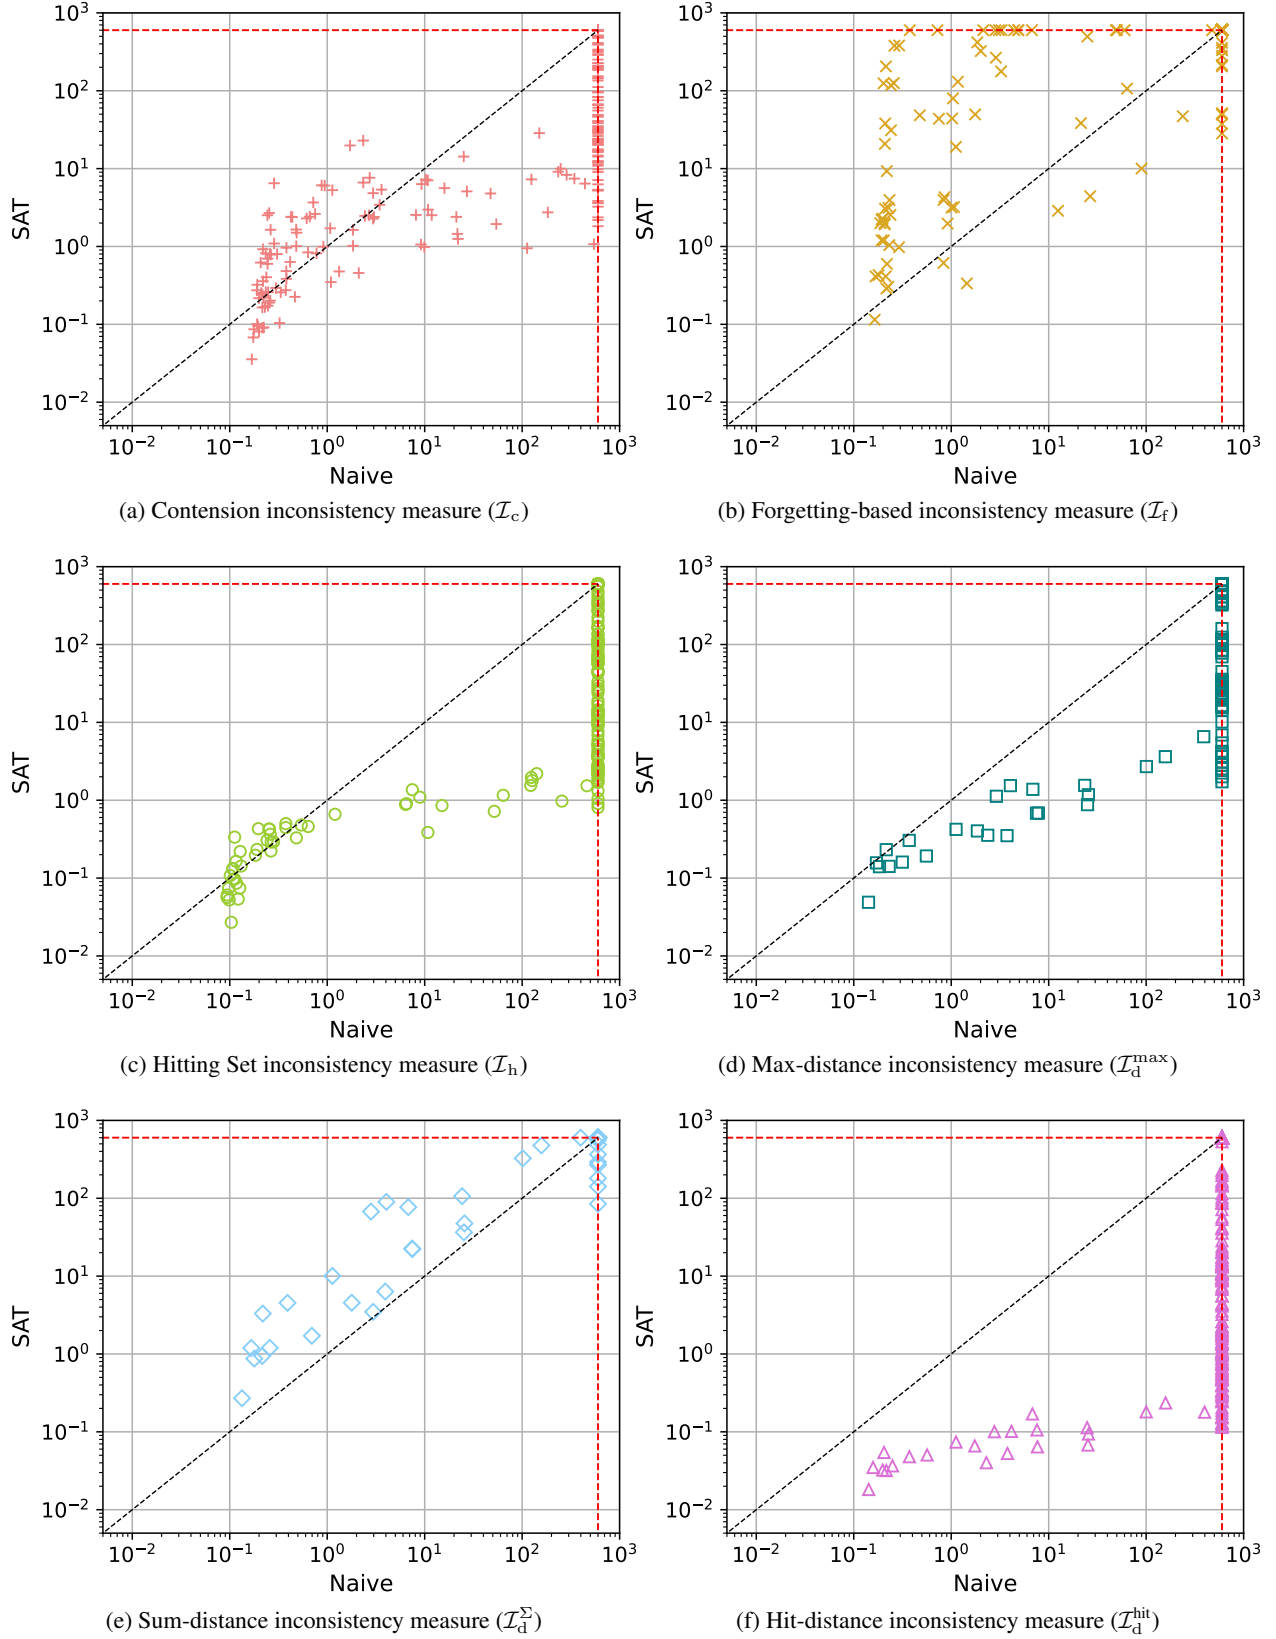 10³
10²
10¹
10⁰
10⁻¹
10⁻²
SAT
10⁻² 10⁻¹ 10⁰ 10¹ 10² 10³
Naive
(a) Contension inconsistency measure (𝓘c)
10³
10²
10¹
10⁰
10⁻¹
10⁻²
SAT
10⁻² 10⁻¹ 10⁰ 10¹ 10² 10³
Naive
(b) Forgetting-based inconsistency measure (𝓘f)
10³
10²
10¹
10⁰
10⁻¹
10⁻²
SAT
10⁻² 10⁻¹ 10⁰ 10¹ 10² 10³
Naive
(c) Hitting Set inconsistency measure (𝓘h)
10³
10²
10¹
10⁰
10⁻¹
10⁻²
SAT
10⁻² 10⁻¹ 10⁰ 10¹ 10² 10³
Naive
(d) Max-distance inconsistency measure (𝓘d^max)
10³
10²
10¹
10⁰
10⁻¹
10⁻²
SAT
10⁻² 10⁻¹ 10⁰ 10¹ 10² 10³
Naive
(e) Sum-distance inconsistency measure (𝓘d^Σ)
10³
10²
10¹
10⁰
10⁻¹
10⁻²
SAT
10⁻² 10⁻¹ 10⁰ 10¹ 10² 10³
Naive
(f) Hit-distance inconsistency measure (𝓘d^hit)